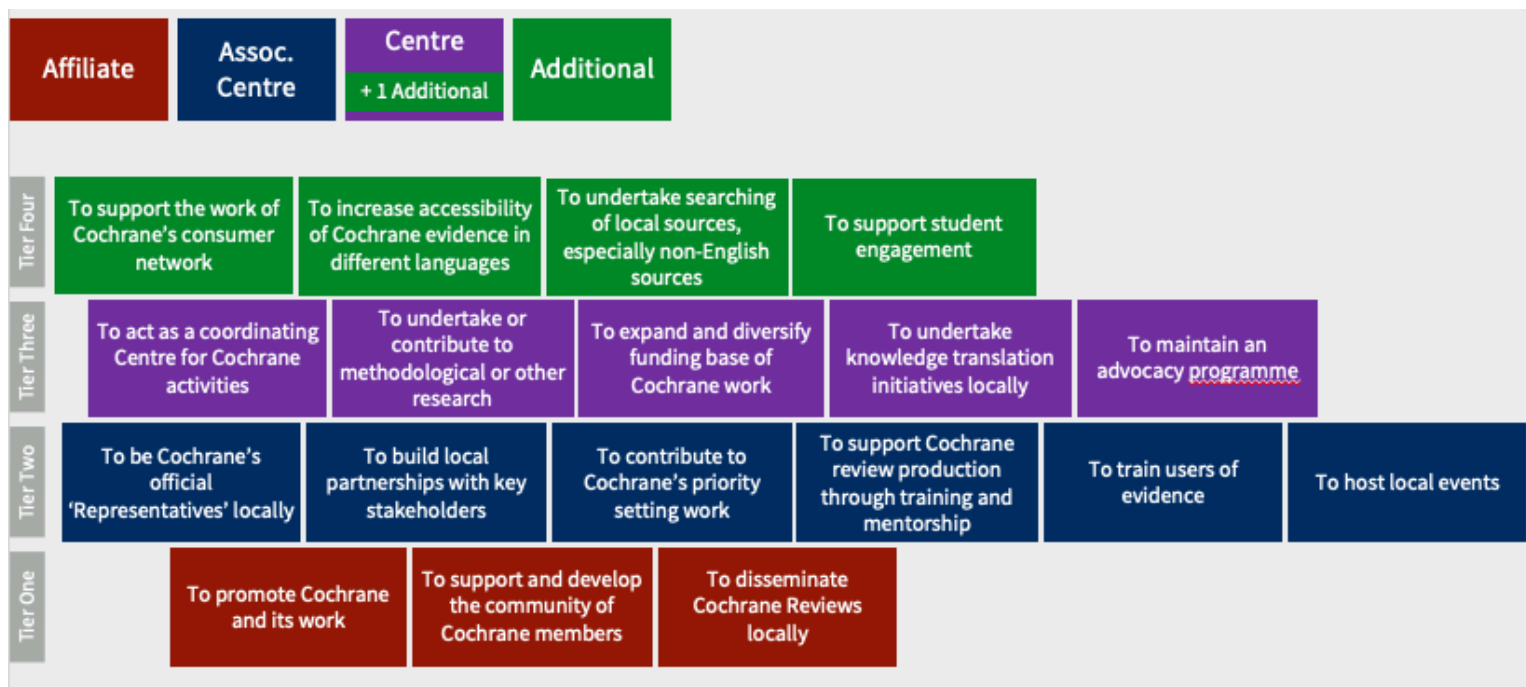 Affiliate
Assoc.
Centre
Centre
+ 1 Additional
Additional
Tier Four
To support the work of
Cochrane's consumer
network
To increase accessibility
of Cochrane evidence in
different languages
To undertake searching
of local sources,
especially non-English
sources
To support student
engagement
Tier Three
To act as a coordinating
Centre for Cochrane
activities
To undertake or
contribute to
methodological or other
research
To expand and diversify
funding base of
Cochrane work
To undertake
knowledge translation
initiatives locally
To maintain an
advocacy programme
Tier Two
To be Cochrane's
official
‘Representatives’ locally
To build local
partnerships with key
stakeholders
To contribute to
Cochrane's priority
setting work
To support Cochrane
review production
through training and
mentorship
To train users of
evidence
To host local events
Tier One
To promote Cochrane
and its work
To support and develop
the community of
Cochrane members
To disseminate
Cochrane Reviews
locally